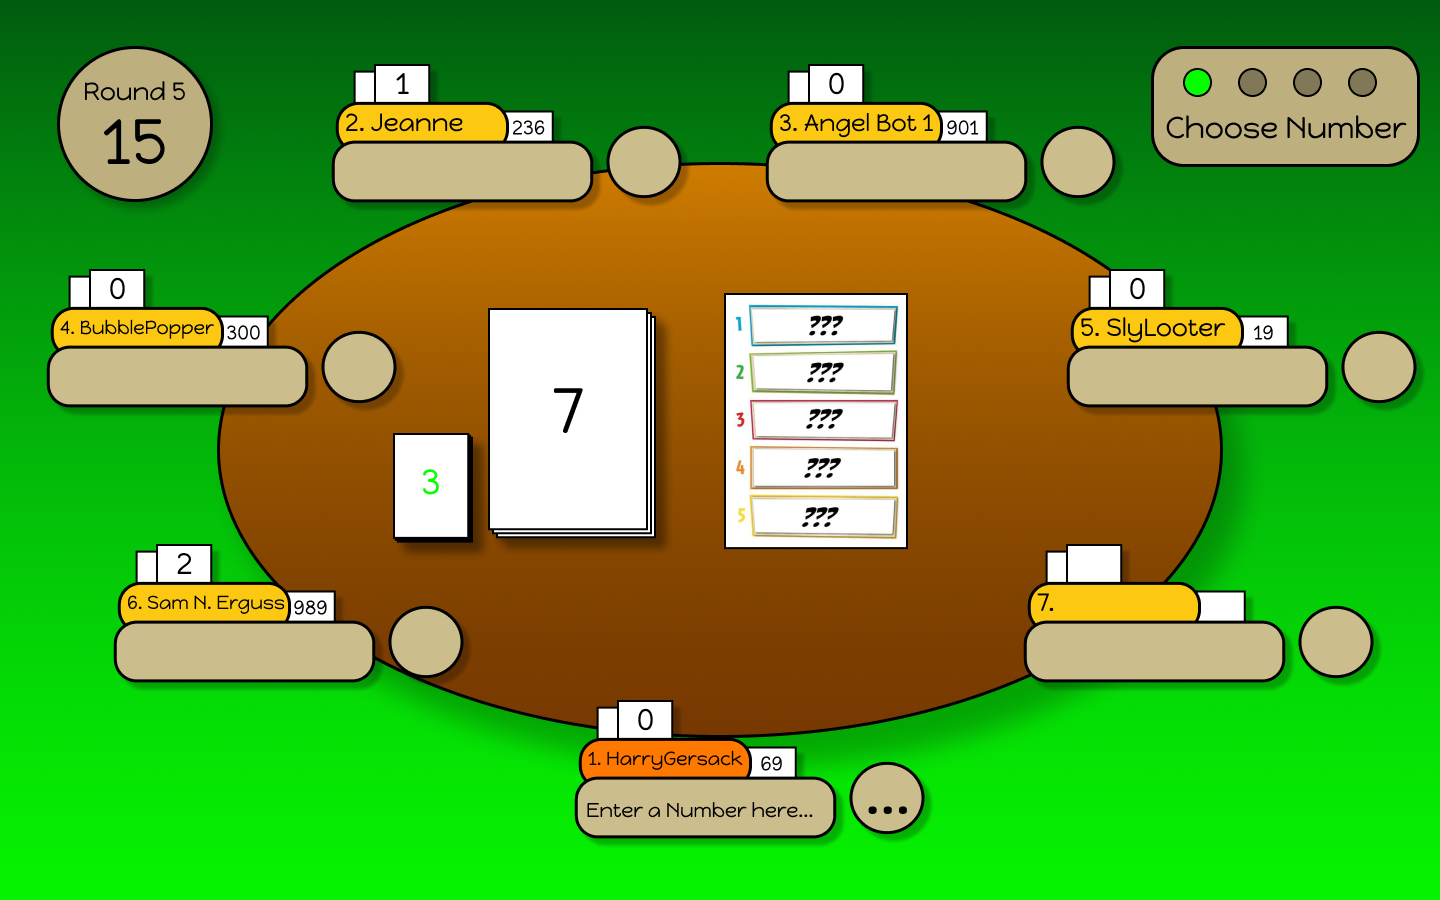 Round 5
15
1
2. Jeanne
236
0
3. Angel Bot 1
901
Choose Number
0
4. BubblePopper
300
0
5. SlyLooter
19
7
3
1 ???
2 ???
3 ???
4 ???
5 ???
2
6. Sam N. Erguss
989
7.
0
1. HarryGersack
69
Enter a Number here...
...